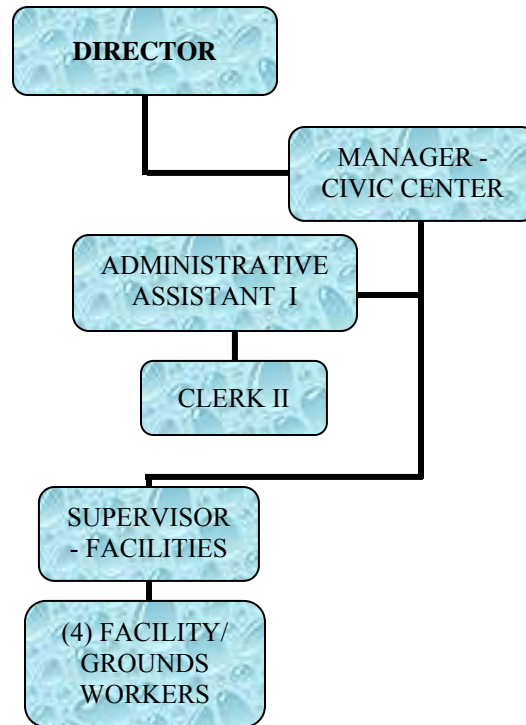 DIRECTOR
MANAGER -
CIVIC CENTER
ADMINISTRATIVE
ASSISTANT I
CLERK II
SUPERVISOR
- FACILITIES
(4) FACILITY/
GROUNDS
WORKERS